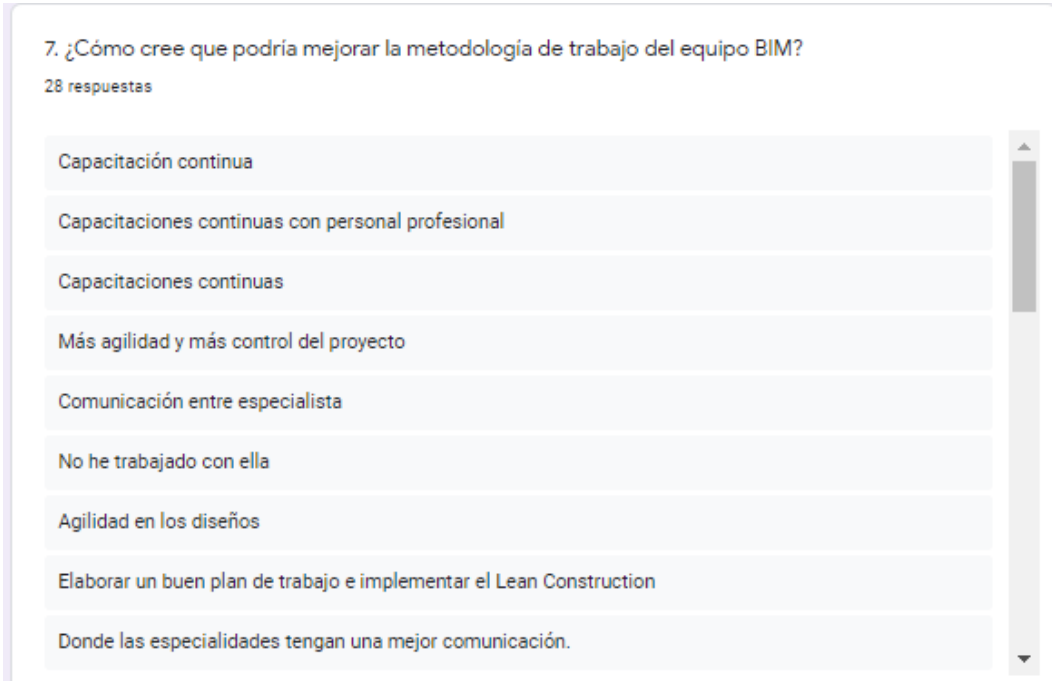 7. ¿Cómo cree que podría mejorar la metodología de trabajo del equipo BIM?
28 respuestas
Capacitación continua
Capacitaciones continuas con personal profesional
Capacitaciones continuas
Más agilidad y más control del proyecto
Comunicación entre especialista
No he trabajado con ella
Agilidad en los diseños
Elaborar un buen plan de trabajo e implementar el Lean Construction
Donde las especialidades tengan una mejor comunicación.